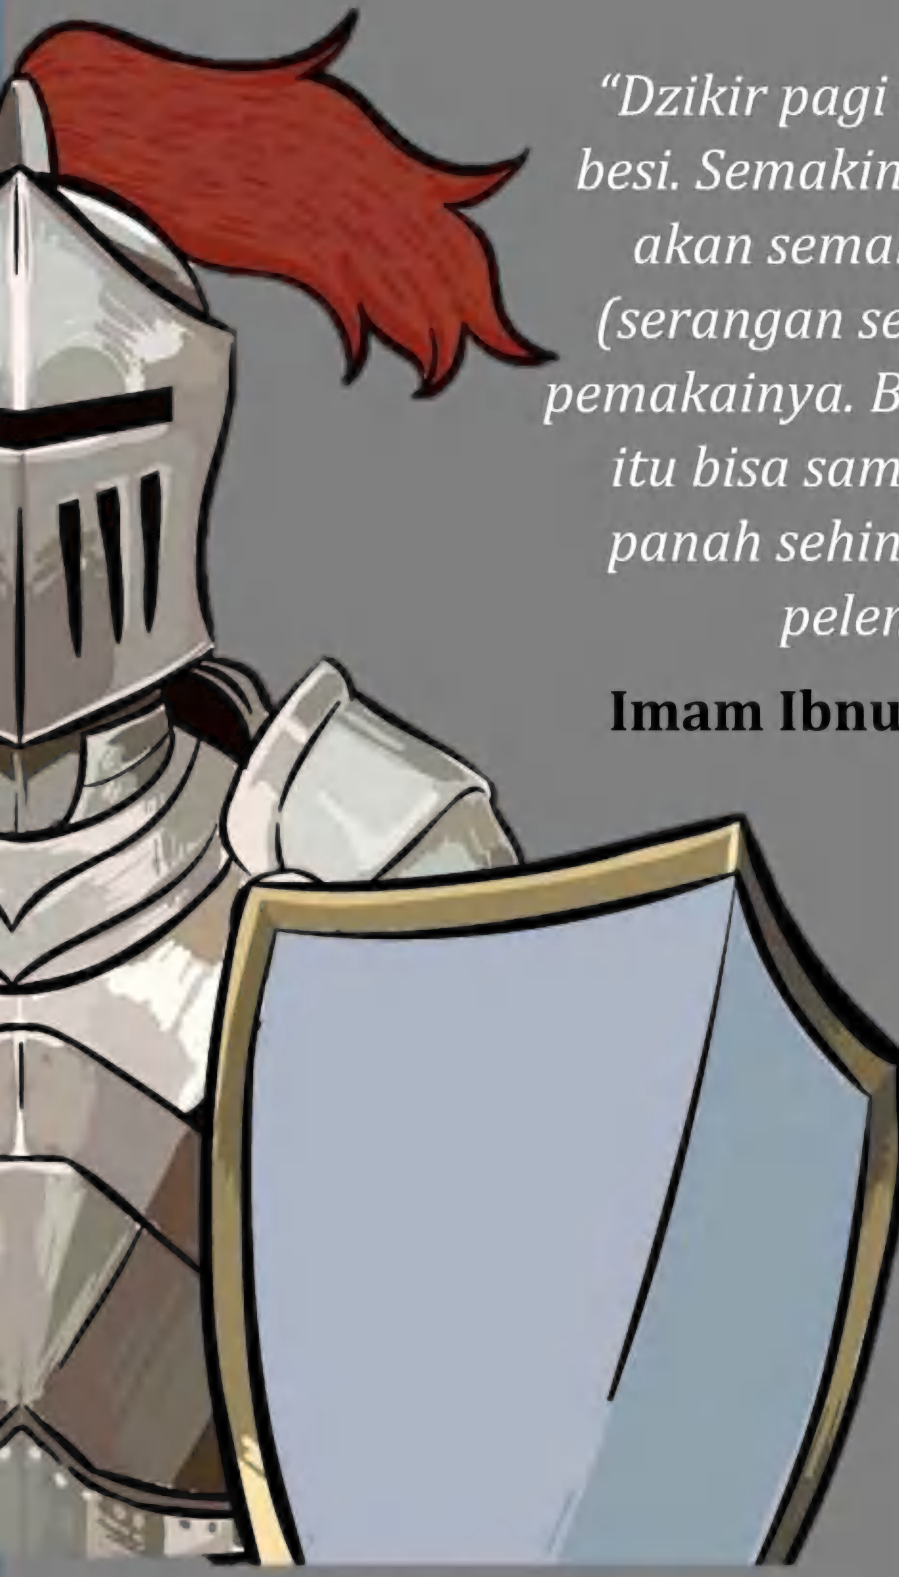 “Dzikir pagi
besi. Semakin
akan sema
(serangan se
pemakainya. B
itu bisa sam
panah sehin
pelen
Imam Ibnu